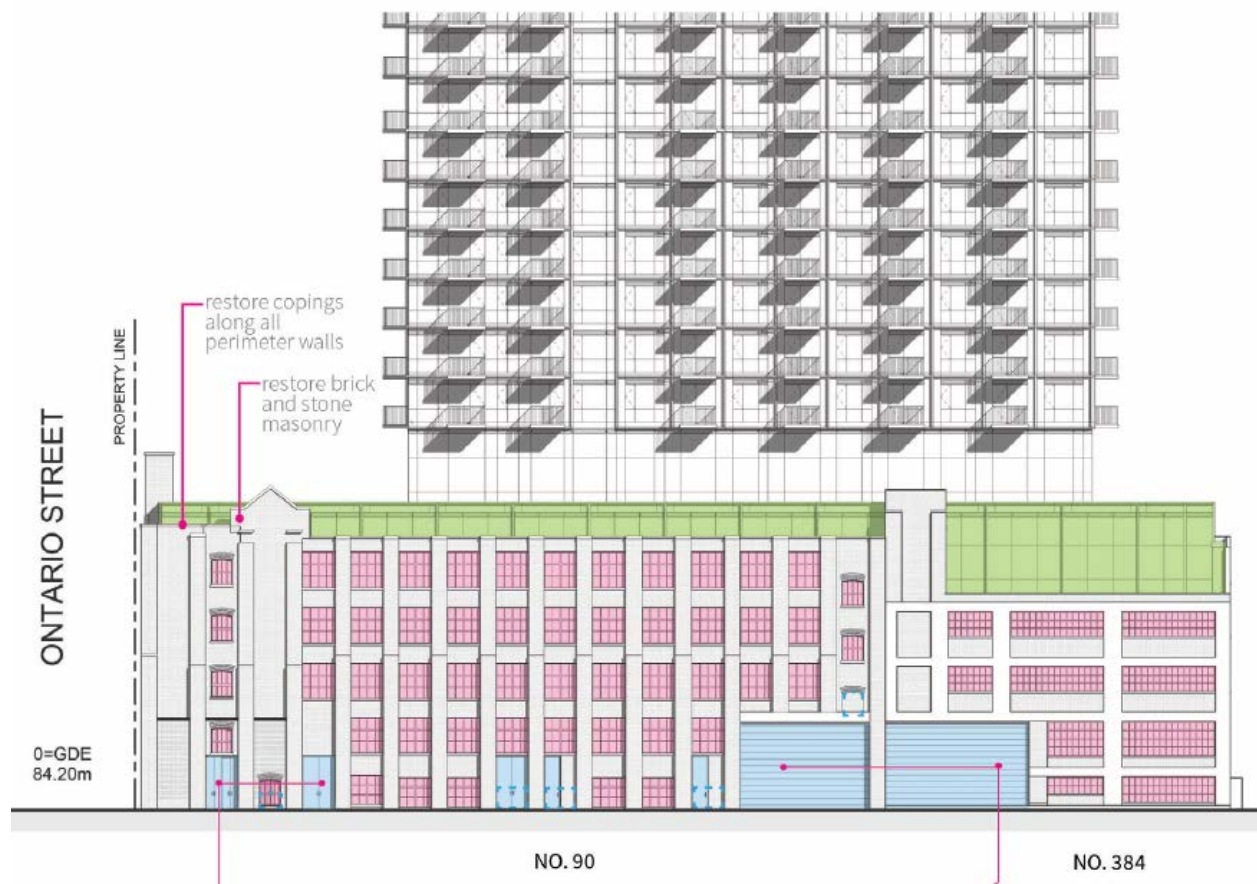 restore copings
along all
perimeter walls
restore brick
and stone
masonry
PROPERTY LINE
ONTARIO STREET
0=GDE
84.20m
NO. 90
NO. 384